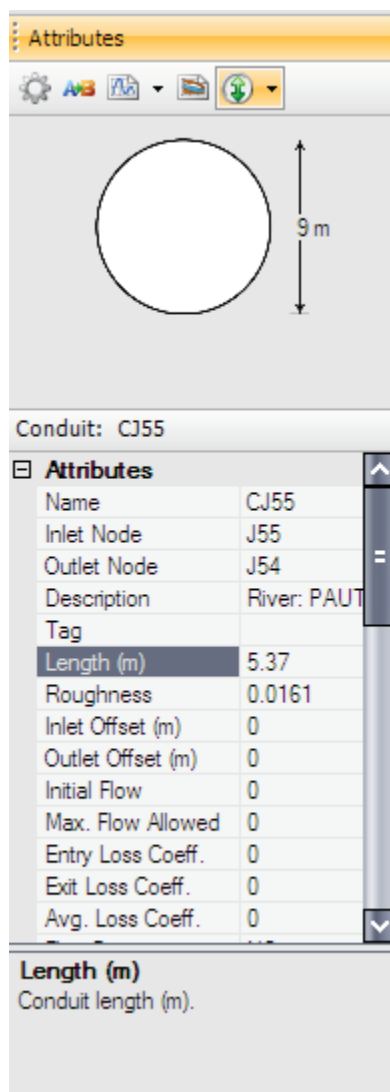 Attributes
9 m
Conduit: CJ55
Attributes
Name CJ55
Inlet Node J55
Outlet Node J54
Description River: PAUT
Tag
Length (m) 5.37
Roughness 0.0161
Inlet Offset (m) 0
Outlet Offset (m) 0
Initial Flow 0
Max. Flow Allowed 0
Entry Loss Coeff. 0
Exit Loss Coeff. 0
Avg. Loss Coeff. 0
Length (m)
Conduit length (m).